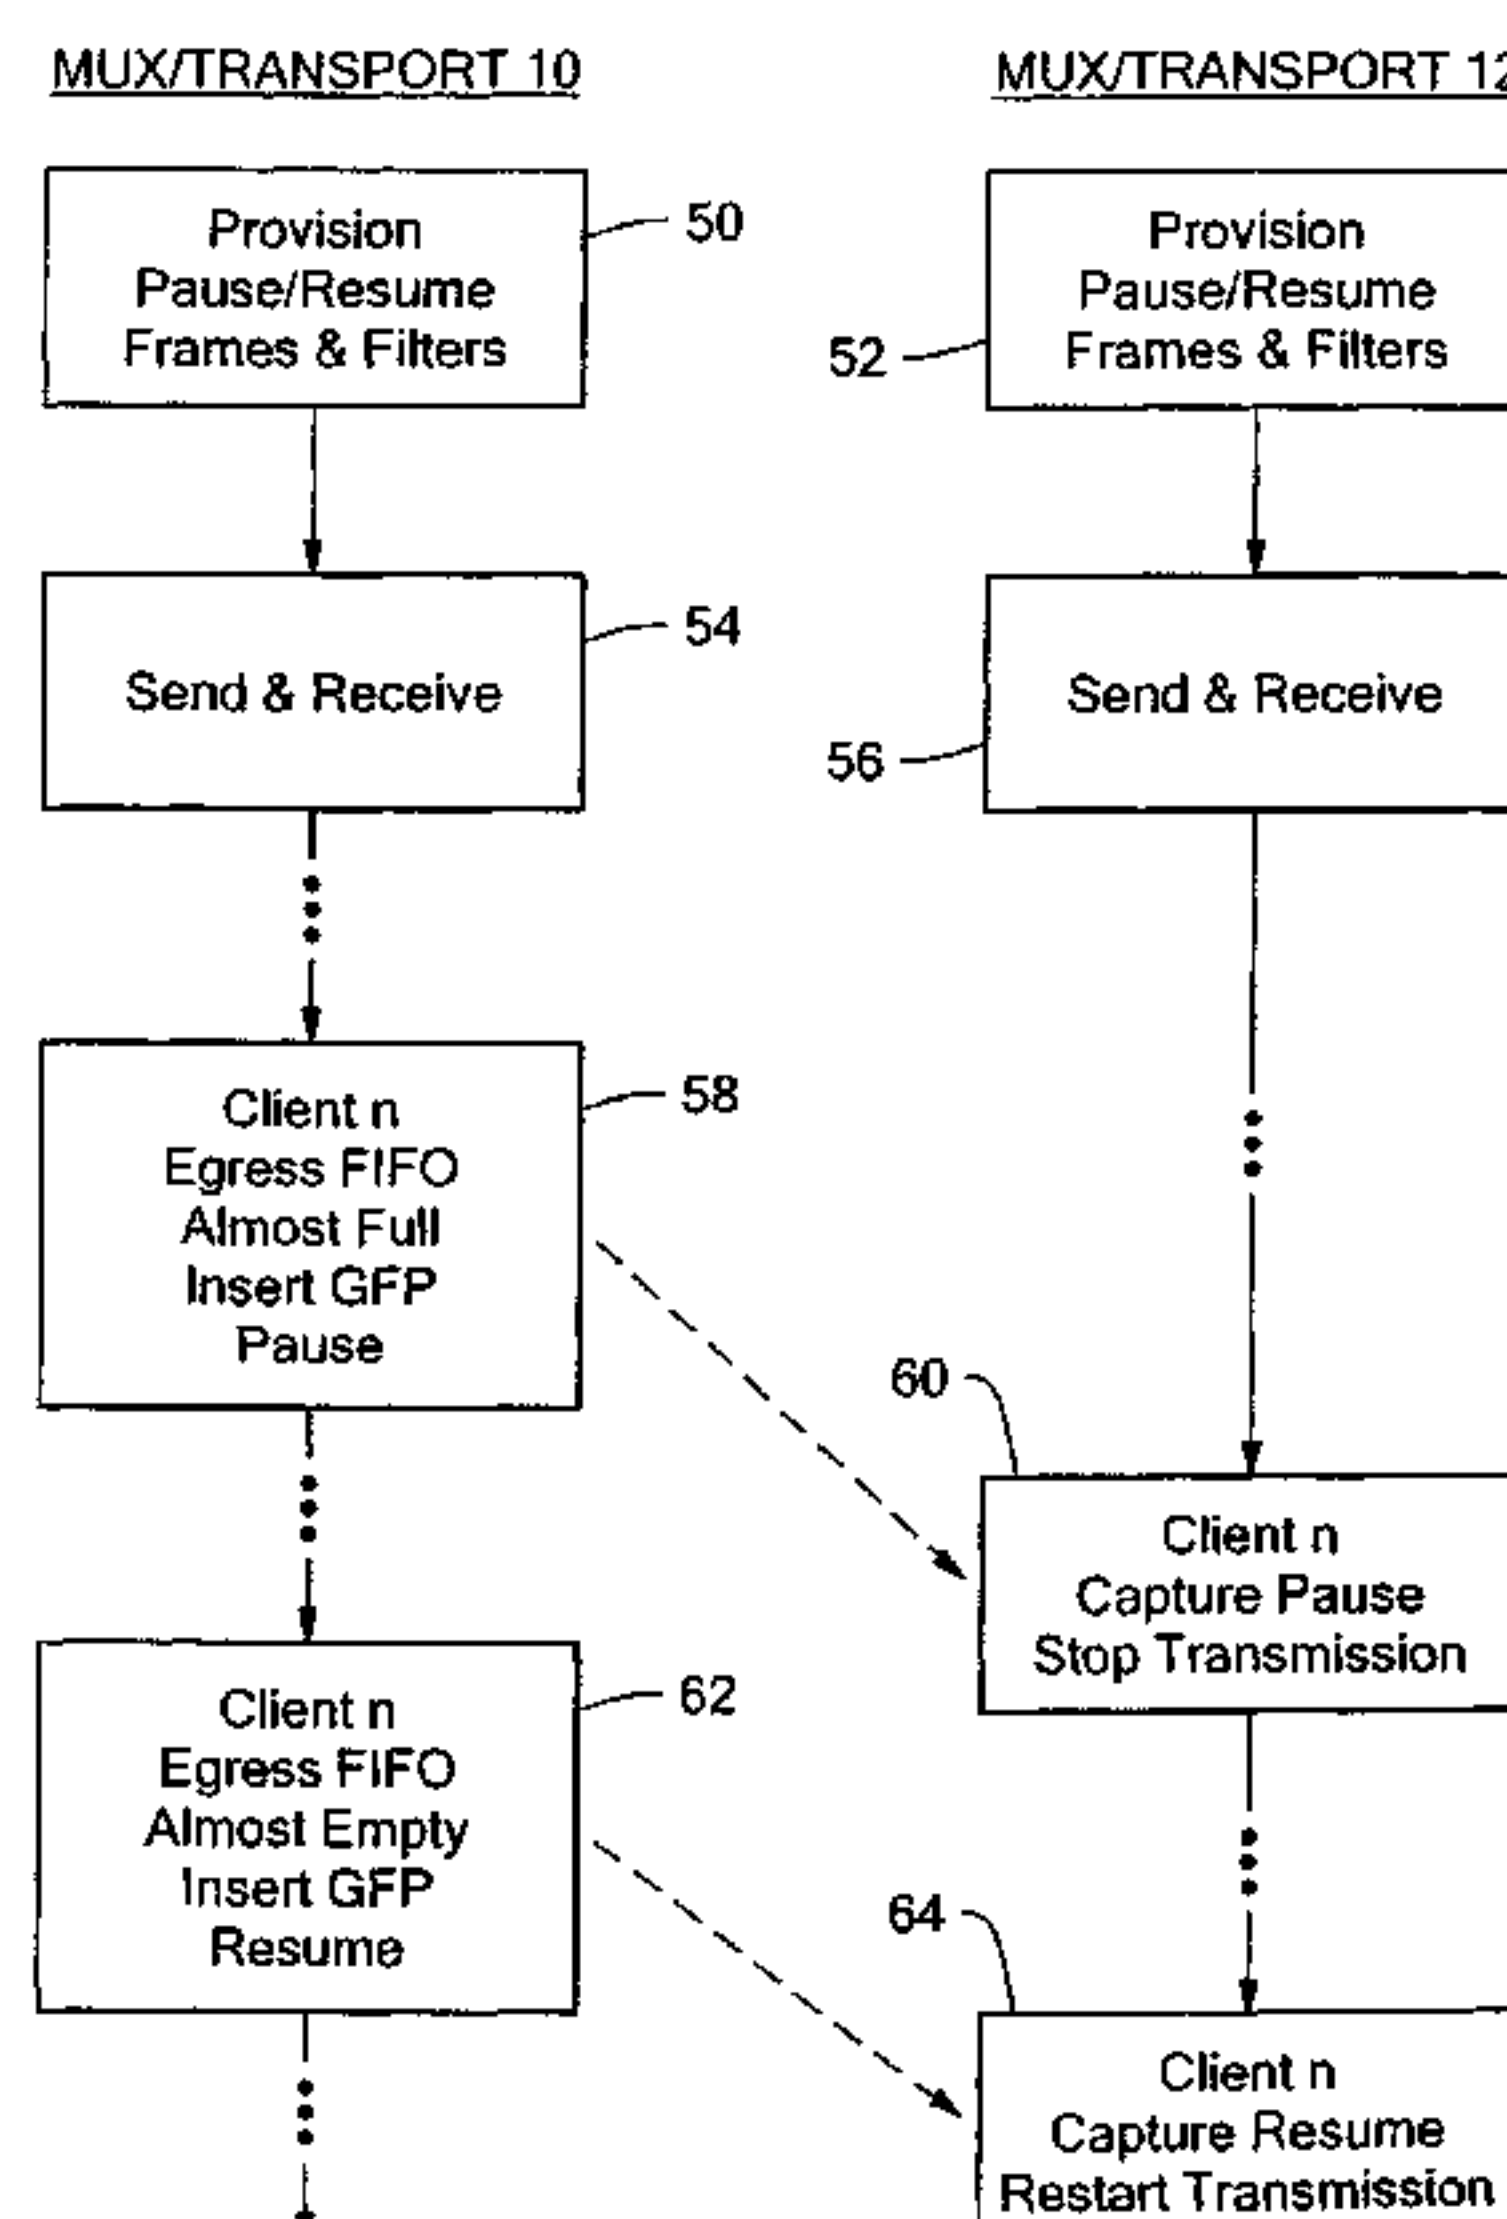 MUX/TRANSPORT 10
MUX/TRANSPORT 12
Provision
Pause/Resume
Frames & Filters
50
Provision
Pause/Resume
Frames & Filters
52
Send & Receive
54
Send & Receive
56
Client n
Egress FIFO
Almost Full
Insert GFP
Pause
58
60
Client n
Capture Pause
Stop Transmission
Client n
Egress FIFO
Almost Empty
Insert GFP
Resume
62
64
Client n
Capture Resume
Restart Transmission